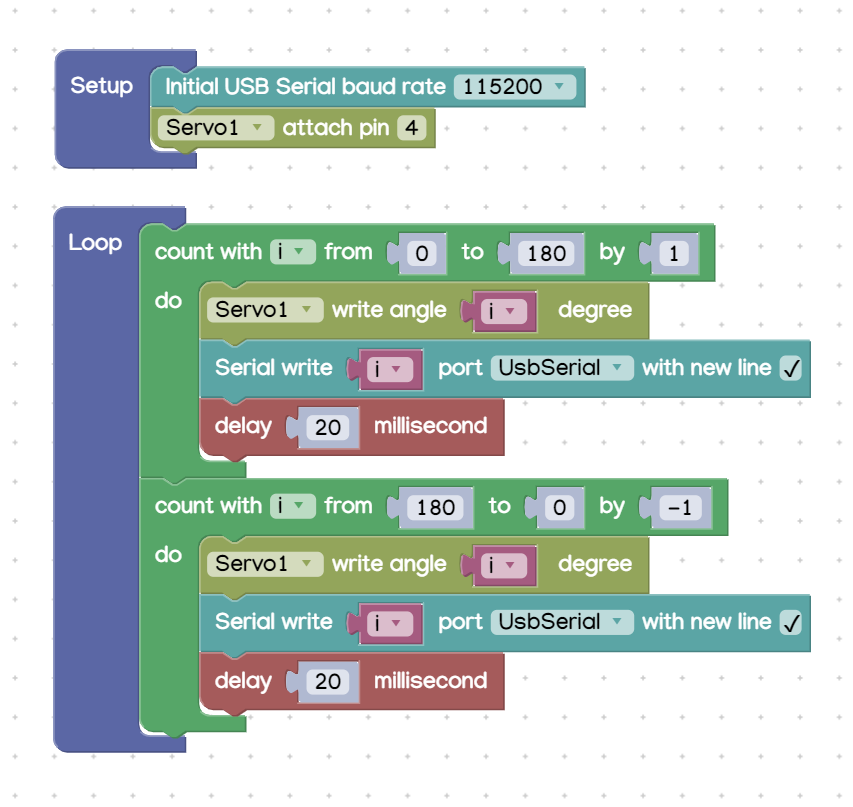 Setup Initial USB Serial baud rate 115200
Servo1 attach pin 4
Loop count with i from 0 to 180 by 1
do Servo1 write angle i degree
Serial write i port UsbSerial with new line ✓
delay 20 millisecond
count with i from 180 to 0 by -1
do Servo1 write angle i degree
Serial write i port UsbSerial with new line ✓
delay 20 millisecond